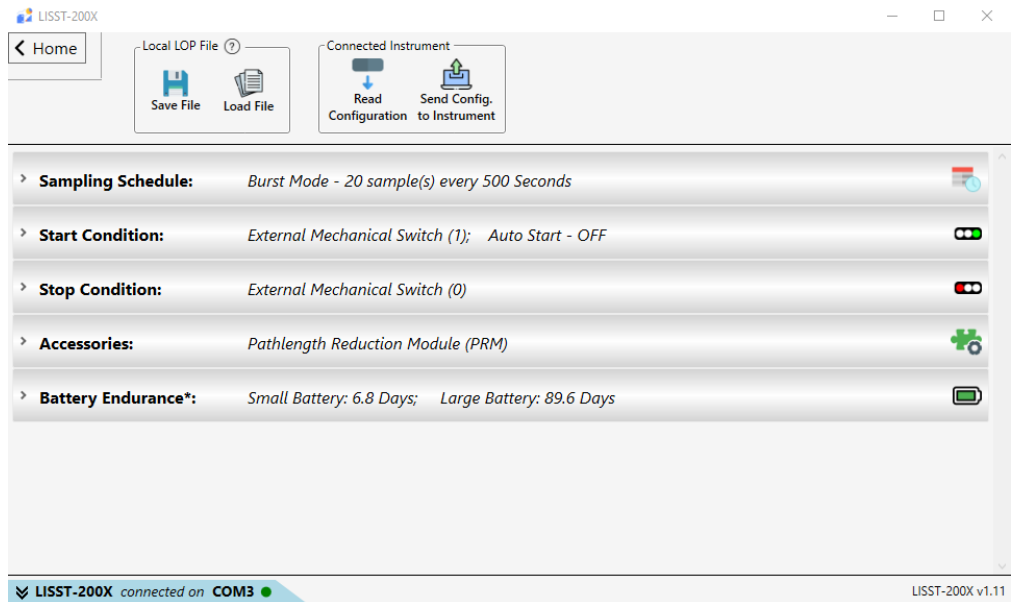 LISST-200X
Home
Local LOP File ?
Save File
Load File
Connected Instrument
Read
Configuration
Send Config.
to Instrument
Sampling Schedule: Burst Mode - 20 sample(s) every 500 Seconds
Start Condition: External Mechanical Switch (1); Auto Start - OFF
Stop Condition: External Mechanical Switch (0)
Accessories: Pathlength Reduction Module (PRM)
Battery Endurance*: Small Battery: 6.8 Days; Large Battery: 89.6 Days
LISST-200X connected on COM3
LISST-200X v1.11